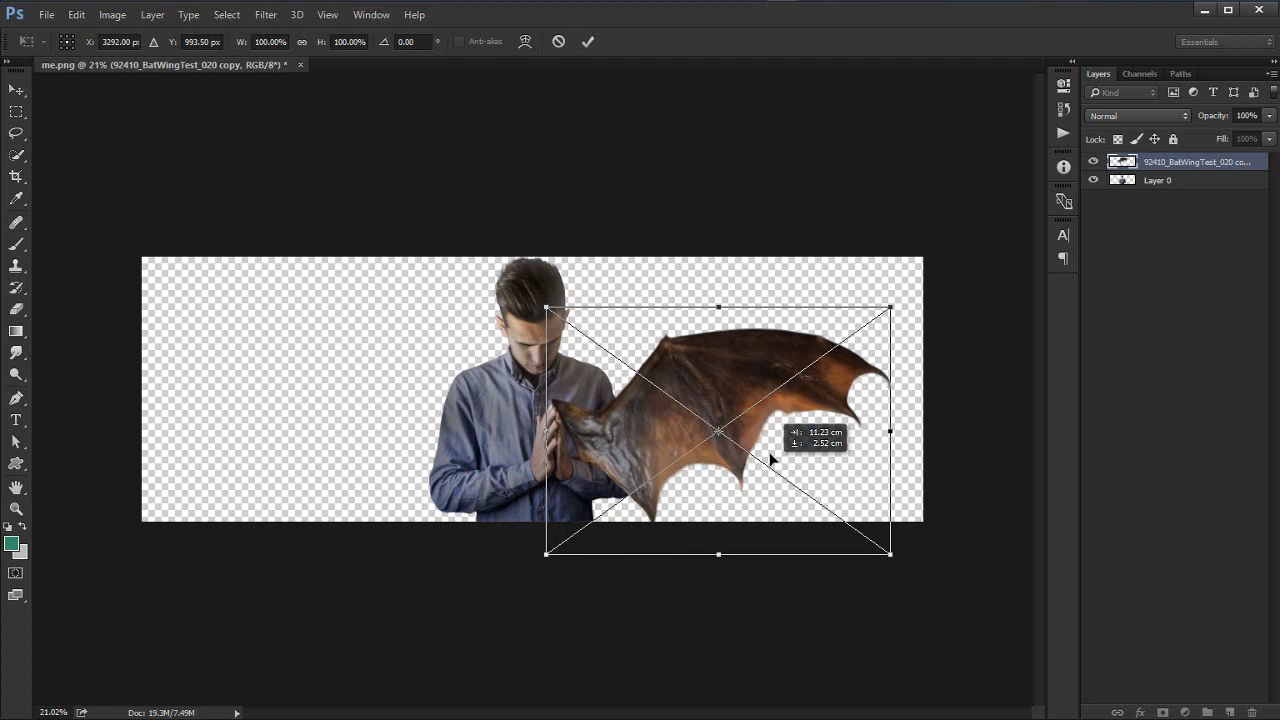 Ps File Edit Image Layer Type Select Filter 3D View Window Help
X: 3292.00 px Y: 993.50 px W: 100.00% H: 100.00% 0.00 ° Anti-alias Essentials
me.png @ 21% (92410_BatWingTest_020 copy, RGB/8*) * ×
Layers Channels Paths
Kind
Normal Opacity: 100%
Lock: Fill: 100%
92410_BatWingTest_020 co...
Layer 0
11.23 cm
2.52 cm
21.02% Doc: 19.3M/7.49M